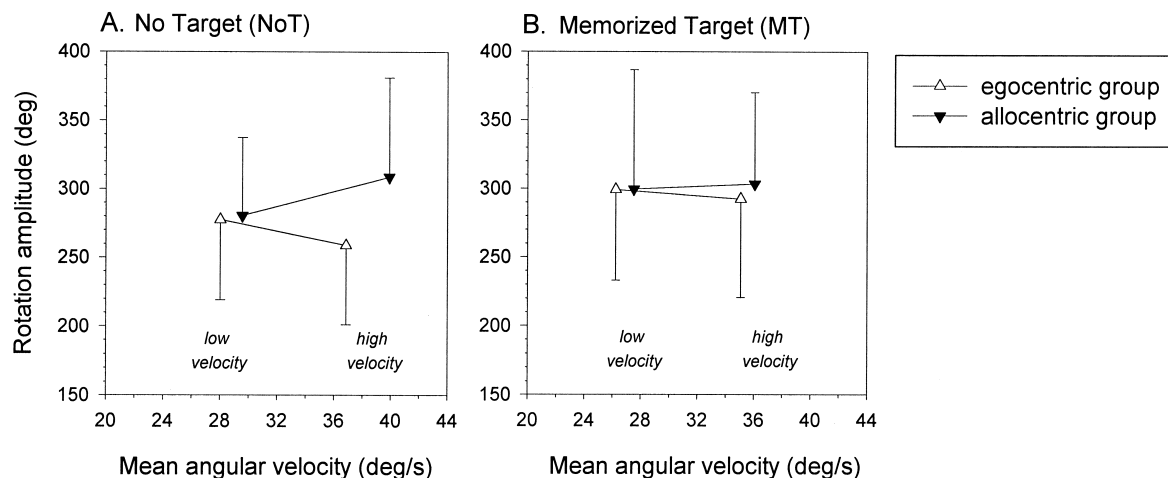 A. No Target (NoT)
B. Memorized Target (MT)
egocentric group
allocentric group
Rotation amplitude (deg)
400
350
300
250
200
150
low
velocity
high
velocity
20
24
28
32
36
40
44
Mean angular velocity (deg/s)
400
350
300
250
200
150
low
velocity
high
velocity
20
24
28
32
36
40
44
Mean angular velocity (deg/s)